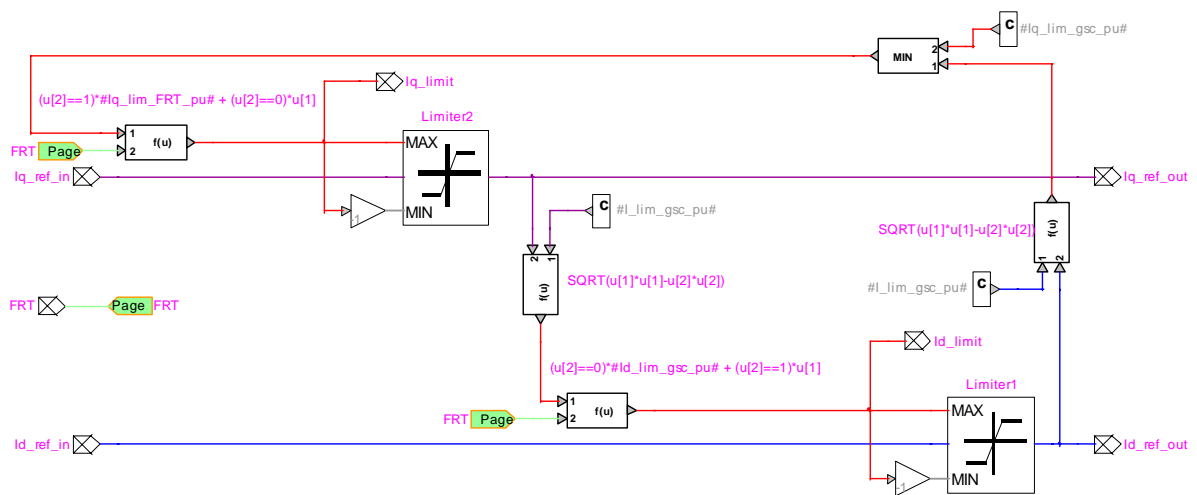 C
#Iq_lim_gsc_pu#
2
MIN
1
Iq_limit
(u[2]==1)*#Iq_lim_FRT_pu# + (u[2]==0)*u[1]
Limiter2
1
f(u)
2
MAX
FRT
Page
Iq_ref_in
Iq_ref_out
C
#I_lim_gsc_pu#
-1
MIN
SQRT(u[1]*u[1]-u[2]*u[2])
f(u)
1
2
2
1
f(u)
SQRT(u[1]*u[1]-u[2]*u[2])
#I_lim_gsc_pu#
C
FRT
Page
FRT
Id_limit
(u[2]==0)*#Id_lim_gsc_pu# + (u[2]==1)*u[1]
Limiter1
1
f(u)
2
MAX
FRT
Page
Id_ref_in
Id_ref_out
-1
MIN